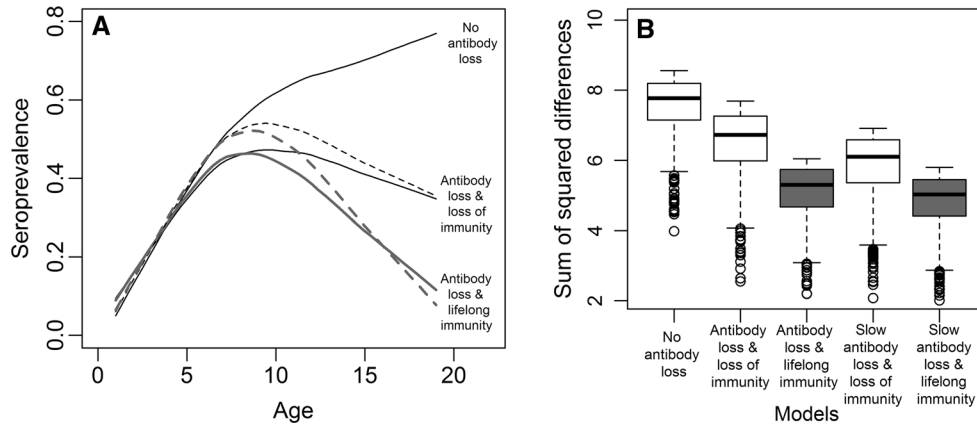 A
Seroprevalence
0.8
0.6
0.4
0.2
0.0
No
antibody
loss
Antibody
loss &
loss of
immunity
Antibody
loss &
lifelong
immunity
0 5 10 15 20
Age
B
Sum of squared differences
10
8
6
4
2
No
antibody
loss
Antibody
loss &
loss of
immunity
Antibody
loss &
lifelong
immunity
Slow
antibody
loss &
loss of
immunity
Slow
antibody
loss &
lifelong
immunity
Models